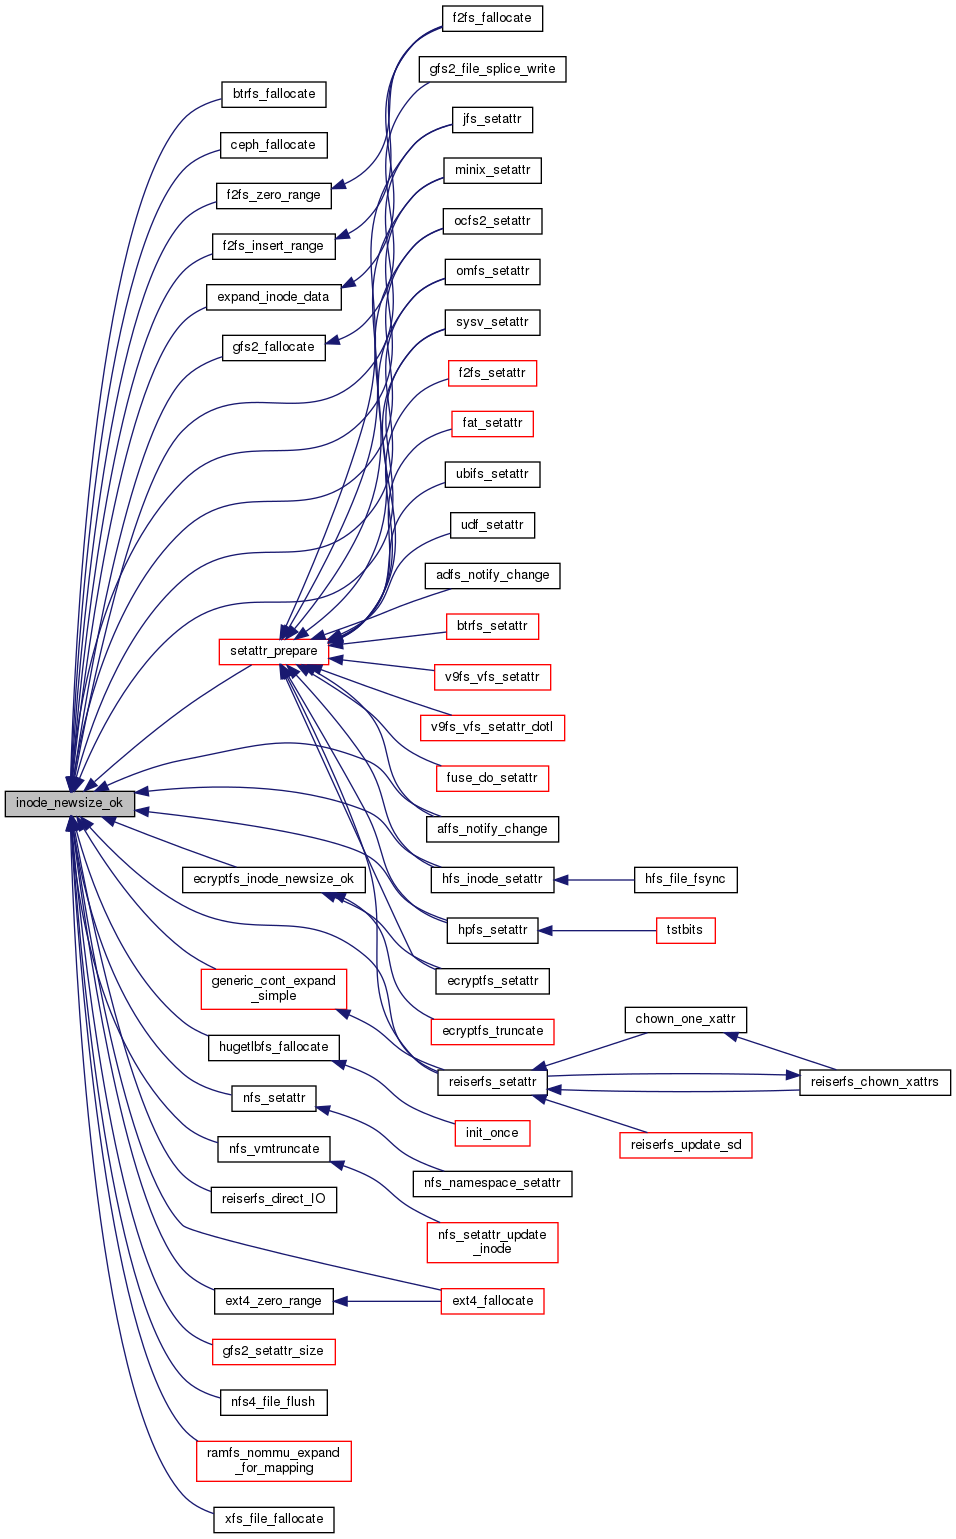 f2fs_fallocate
gfs2_file_splice_write
btrfs_fallocate
jfs_setattr
ceph_fallocate
minix_setattr
f2fs_zero_range
ocfs2_setattr
f2fs_insert_range
omfs_setattr
expand_inode_data
sysv_setattr
gfs2_fallocate
f2fs_setattr
fat_setattr
ubifs_setattr
udf_setattr
adfs_notify_change
btrfs_setattr
setattr_prepare
v9fs_vfs_setattr
v9fs_vfs_setattr_dotl
fuse_do_setattr
inode_newsize_ok
affs_notify_change
ecryptfs_inode_newsize_ok
hfs_inode_setattr
hfs_file_fsync
hpfs_setattr
tstbits
generic_cont_expand
_simple
ecryptfs_setattr
ecryptfs_truncate
chown_one_xattr
hugetlbfs_fallocate
reiserfs_setattr
reiserfs_chown_xattrs
nfs_setattr
init_once
reiserfs_update_sd
nfs_vmtruncate
nfs_namespace_setattr
reiserfs_direct_IO
nfs_setattr_update
_inode
ext4_zero_range
ext4_fallocate
gfs2_setattr_size
nfs4_file_flush
ramfs_nommu_expand
_for_mapping
xfs_file_fallocate